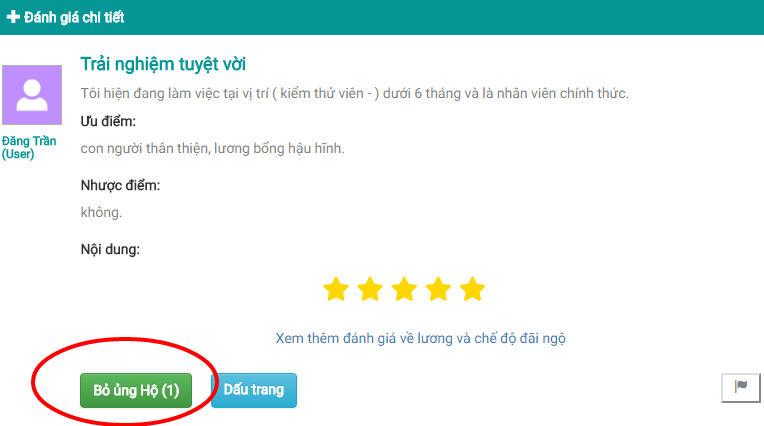 Đánh giá chi tiết
Trải nghiệm tuyệt vời
Tôi hiện đang làm việc tại vị trí ( kiểm thử viên - ) dưới 6 tháng và là nhân viên chính thức.
Đăng Trần
(User)
Ưu điểm:
con người thân thiện, lương bổng hậu hĩnh.
Nhược điểm:
không.
Nội dung:
Xem thêm đánh giá về lương và chế độ đãi ngộ
Bỏ ủng Hộ (1)
Dấu trang